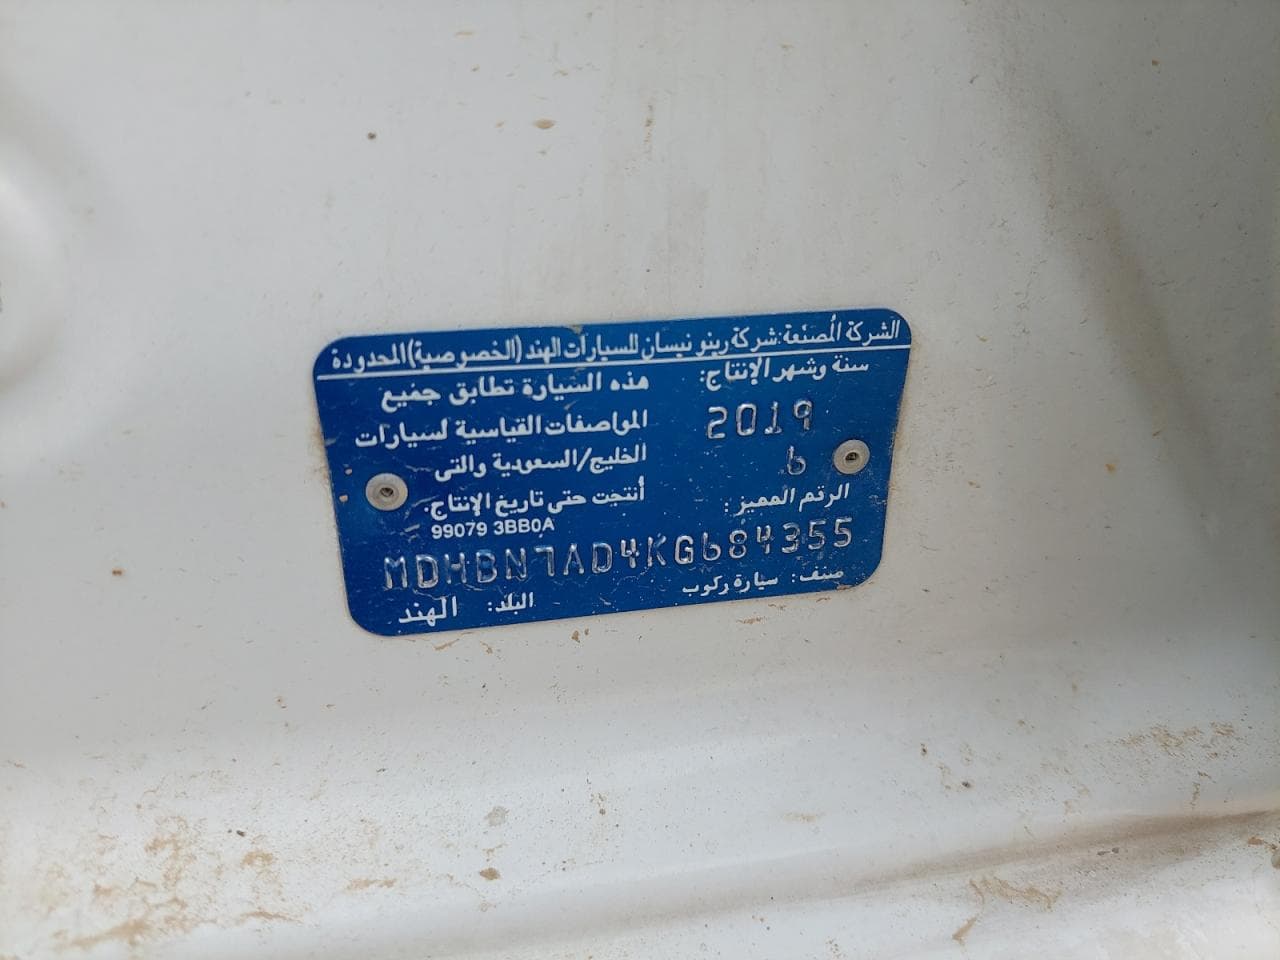 الشركة المُصنّعة: شركة رينو نيسان للسيارات الهند (الخصوصية) المحدودة
سنة وشهر الإنتاج:
2019
6
هذه السيارة تطابق جميع
المواصفات القياسية لسيارات
الخليج/السعودية والتى
أنتجت حتى تاريخ الإنتاج.
99079 3BB0A
الرقم المميز:
MDHBN7AD4KG684355
صنف: سيارة ركوب
البلد: الهند